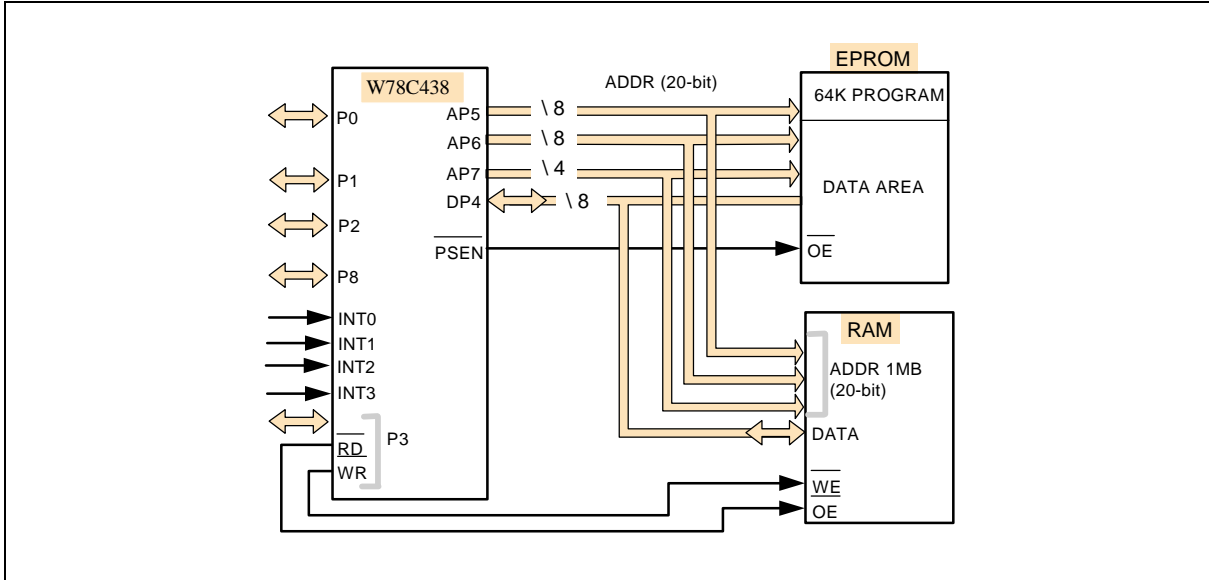 W78C438
P0
P1
P2
P8
INT0
INT1
INT2
INT3
P3
RD
WR
AP5
AP6
AP7
DP4
PSEN
ADDR (20-bit)
\ 8
\ 8
\ 4
\ 8
EPROM
64K PROGRAM
DATA AREA
OE
RAM
ADDR 1MB
(20-bit)
DATA
WE
OE